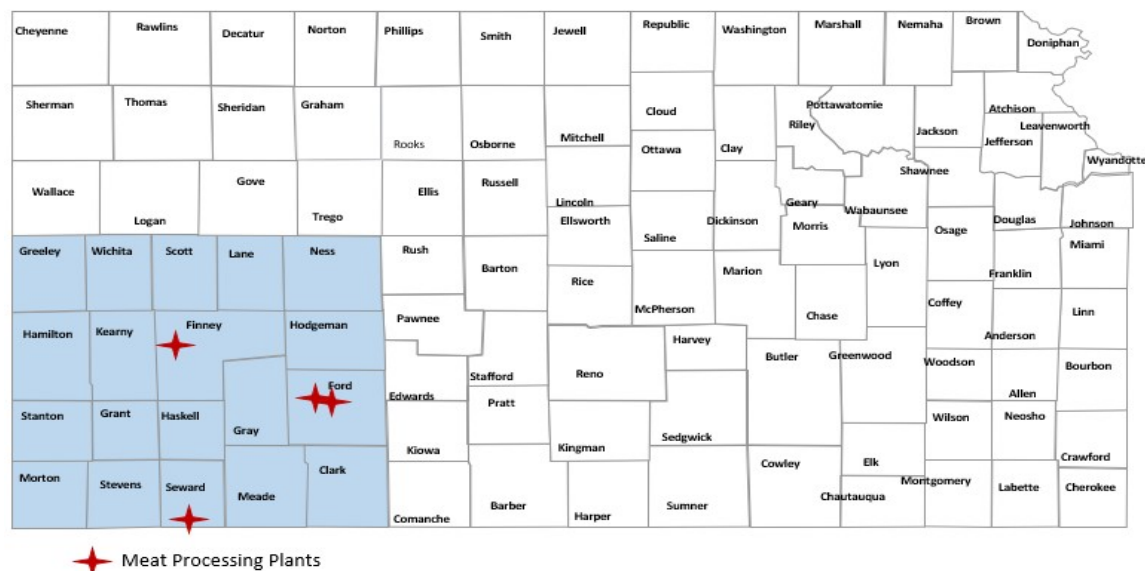 Cheyenne
Rawlins
Decatur
Norton
Phillips
Smith
Jewell
Republic
Washington
Marshall
Nemaha
Brown
Doniphan
Sherman
Thomas
Sheridan
Graham
Rooks
Osborne
Mitchell
Cloud
Ottawa
Clay
Riley
Pottawatomie
Jackson
Atchison
Jefferson
Leavenworth
Wyandotte
Wallace
Logan
Gove
Trego
Ellis
Russell
Lincoln
Ellsworth
Saline
Dickinson
Geary
Morris
Wabaunsee
Shawnee
Osage
Douglas
Johnson
Greeley
Wichita
Scott
Lane
Ness
Rush
Barton
Rice
McPherson
Marion
Chase
Lyon
Coffey
Franklin
Miami
Hamilton
Kearny
Finney
Hodgeman
Pawnee
Edwards
Stafford
Reno
Harvey
Butler
Greenwood
Woodson
Anderson
Linn
Allen
Bourbon
Stanton
Grant
Haskell
Gray
Ford
Kiowa
Pratt
Kingman
Sedgwick
Elk
Wilson
Neosho
Crawford
Morton
Stevens
Seward
Meade
Clark
Comanche
Barber
Harper
Sumner
Cowley
Chautauqua
Montgomery
Labette
Cherokee
Meat Processing Plants